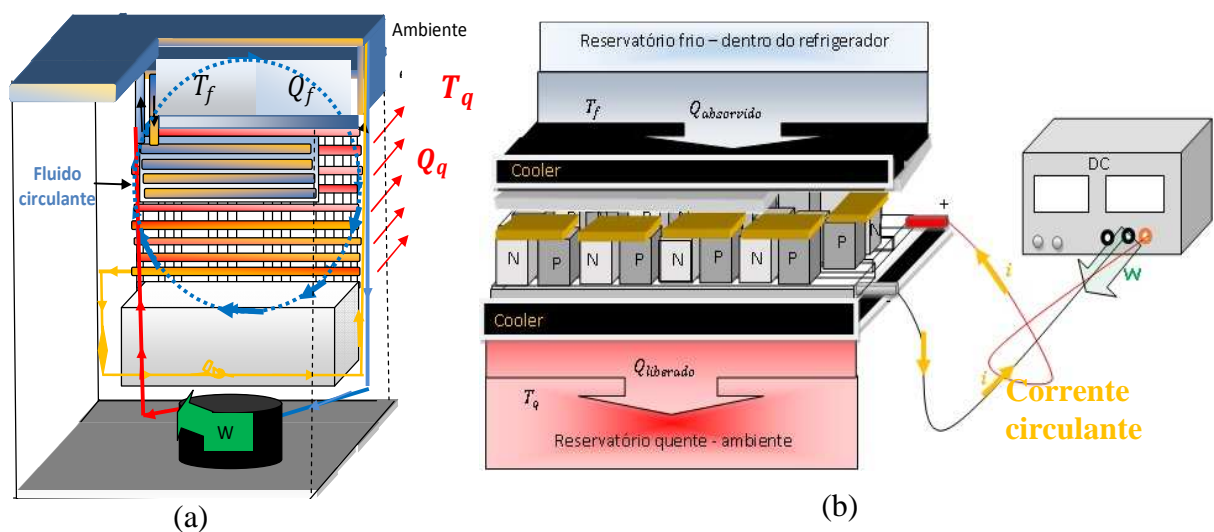 (a)
Ambiente
T_f
Q_f
T_q
Q_q
Fluido
circulante
W
(b)
Reservatório frio – dentro do refrigerador
T_f
Q_absorvido
Cooler
P N P N
N P N P N P N P P N
+
-
Cooler
Q_liberado
T_q
Reservatório quente - ambiente
DC
W
i
i
Corrente
circulante